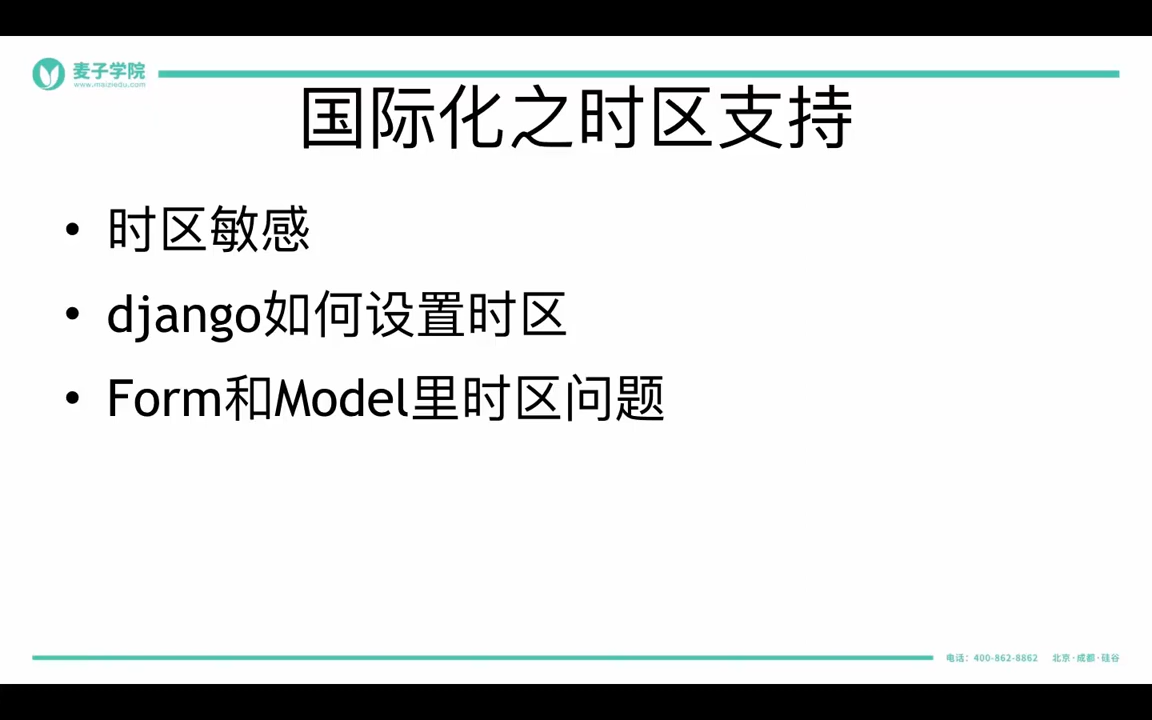 麦子学院
www.maiziedu.com
国际化之时区支持
• 时区敏感
• django如何设置时区
• Form和Model里时区问题
电话：400-862-8862 北京·成都·硅谷